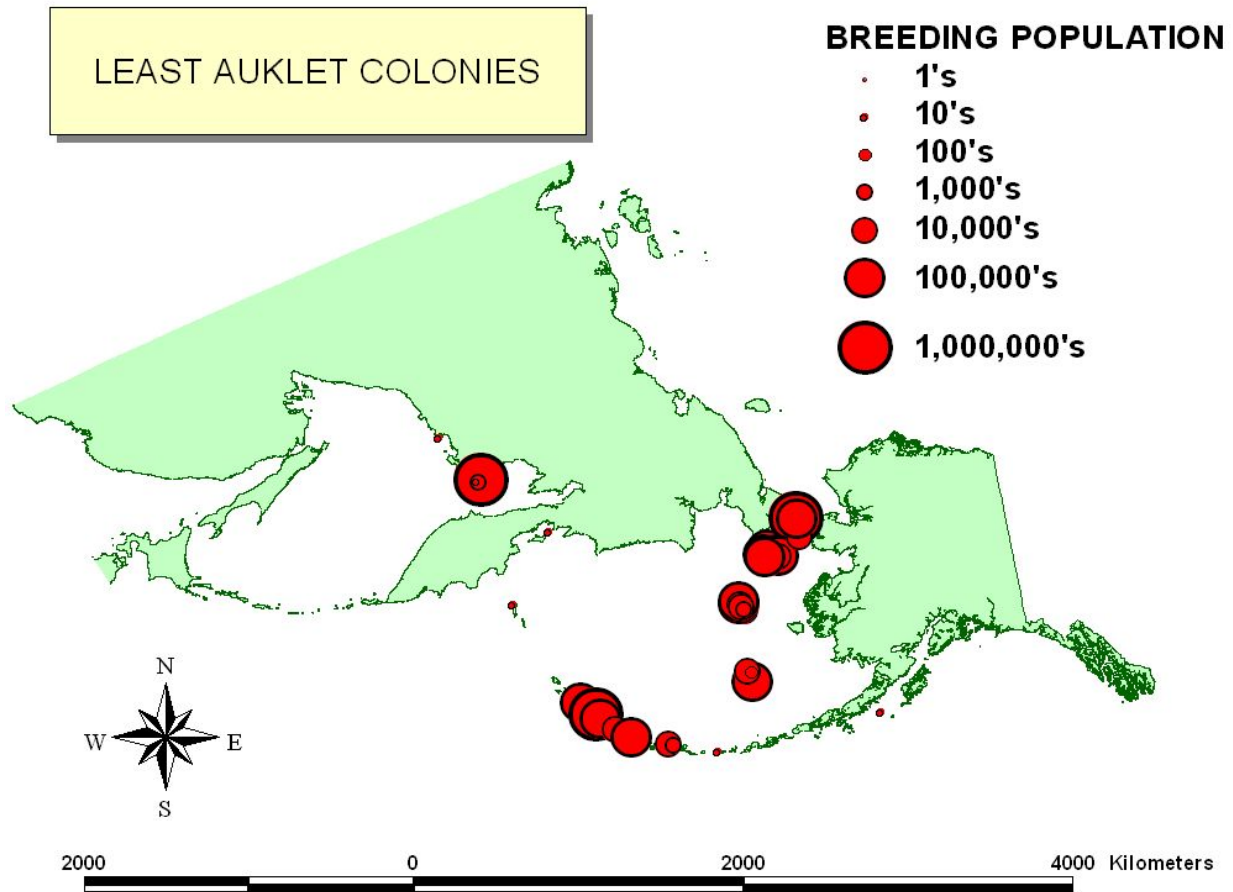 LEAST AUKLET COLONIES
BREEDING POPULATION
1's
10's
100's
1,000's
10,000's
100,000's
1,000,000's
N
W E
S
2000 0 2000 4000 Kilometers